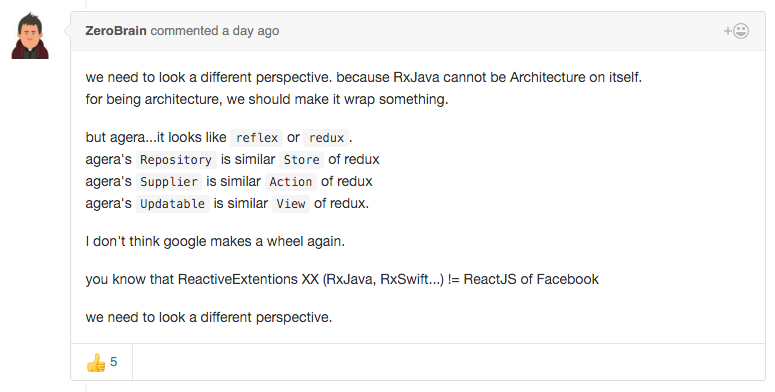 ZeroBrain commented a day ago
we need to look a different perspective. because RxJava cannot be Architecture on itself.
for being architecture, we should make it wrap something.
but agera...it looks like reflex or redux.
agera's Repository is similar Store of redux
agera's Supplier is similar Action of redux
agera's Updatable is similar View of redux.
I don't think google makes a wheel again.
you know that ReactiveExtentions XX (RxJava, RxSwift...) != ReactJS of Facebook
we need to look a different perspective.
5